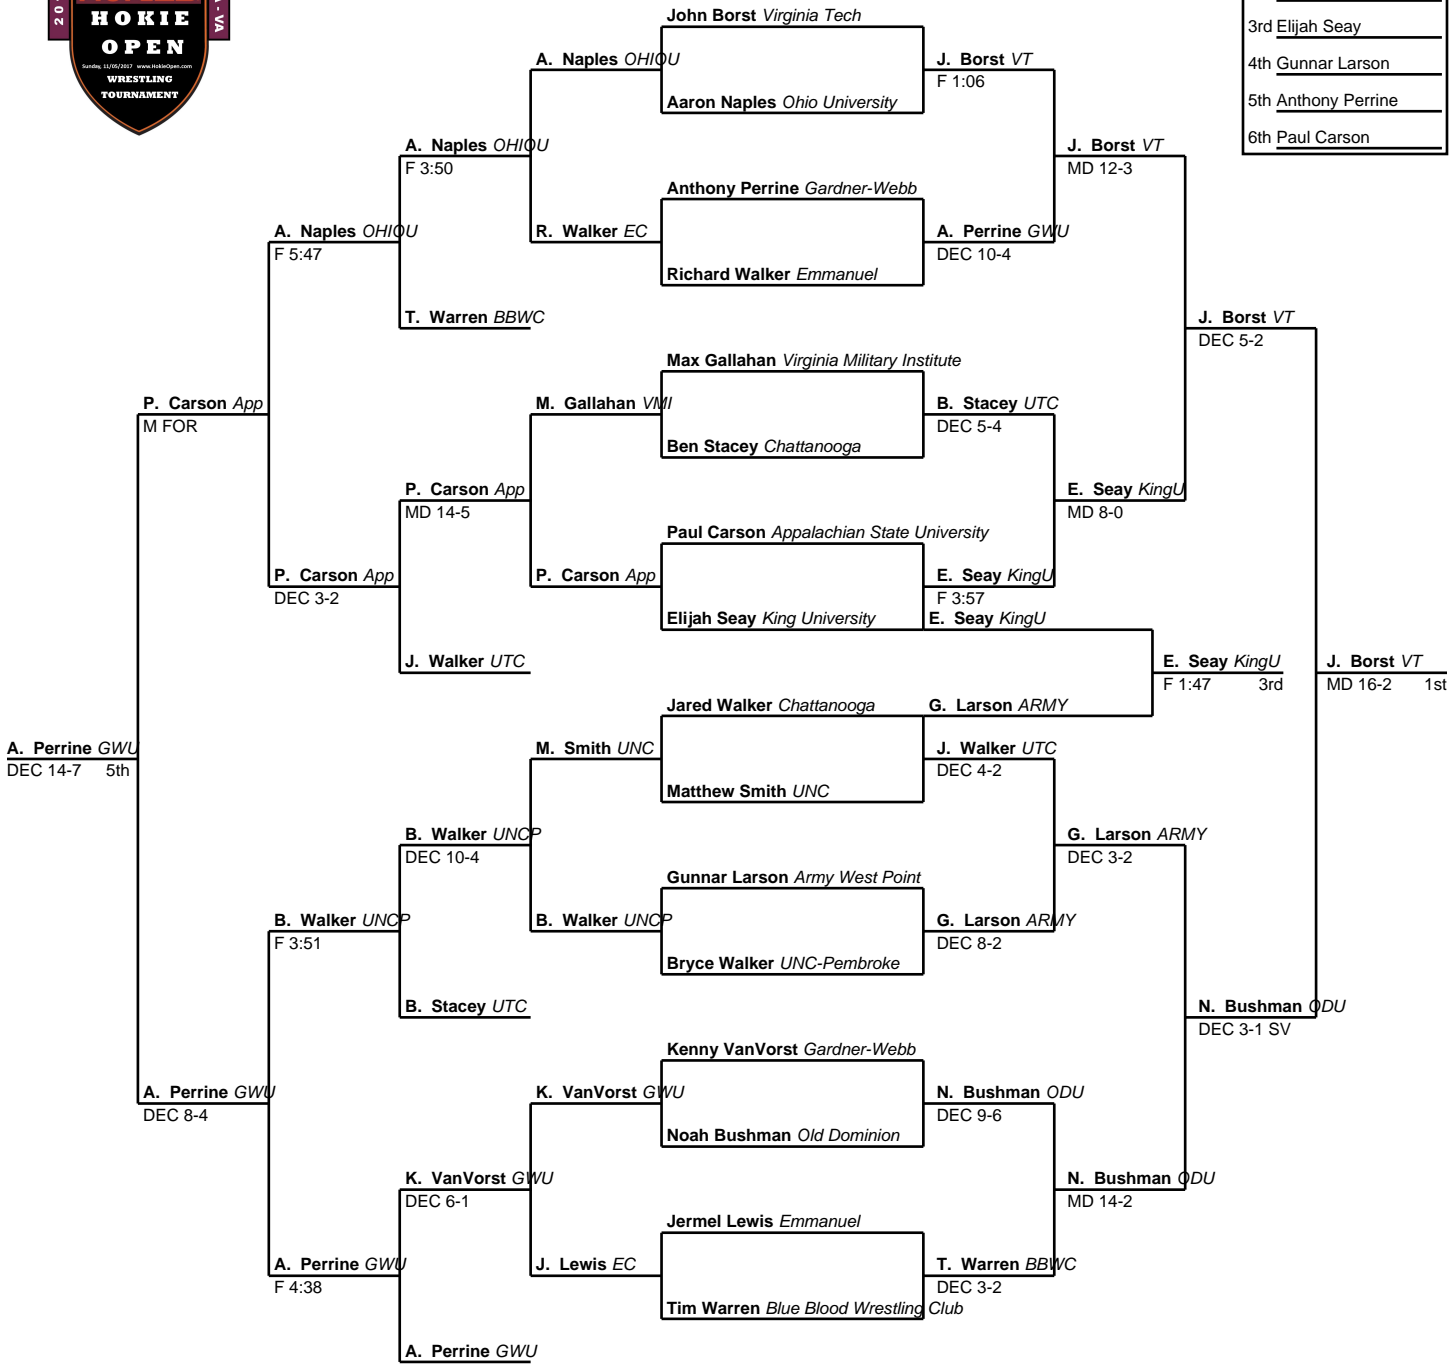 20
A-VA
HOKIE
OPEN
Sunday, 11/05/2017 www.HokieOpen.com
WRESTLING
TOURNAMENT
3rd Elijah Seay
4th Gunnar Larson
5th Anthony Perrine
6th Paul Carson
John Borst Virginia Tech
A. Naples OHIOU
J. Borst VT
F 1:06
Aaron Naples Ohio University
A. Naples OHIOU
F 3:50
J. Borst VT
MD 12-3
Anthony Perrine Gardner-Webb
A. Naples OHIOU
F 5:47
R. Walker EC
A. Perrine GWU
DEC 10-4
Richard Walker Emmanuel
T. Warren BBWC
J. Borst VT
DEC 5-2
Max Gallahan Virginia Military Institute
P. Carson App
M FOR
M. Gallahan VMI
B. Stacey UTC
DEC 5-4
Ben Stacey Chattanooga
P. Carson App
MD 14-5
E. Seay KingU
MD 8-0
Paul Carson Appalachian State University
P. Carson App
DEC 3-2
P. Carson App
E. Seay KingU
F 3:57
Elijah Seay King University
E. Seay KingU
J. Walker UTC
E. Seay KingU
F 1:47 3rd
J. Borst VT
MD 16-2 1st
Jared Walker Chattanooga
G. Larson ARMY
A. Perrine GWU
DEC 14-7 5th
M. Smith UNC
J. Walker UTC
DEC 4-2
Matthew Smith UNC
B. Walker UNCP
DEC 10-4
G. Larson ARMY
DEC 3-2
Gunnar Larson Army West Point
B. Walker UNCP
F 3:51
B. Walker UNCP
G. Larson ARMY
DEC 8-2
Bryce Walker UNC-Pembroke
B. Stacey UTC
N. Bushman ODU
DEC 3-1 SV
Kenny VanVorst Gardner-Webb
A. Perrine GWU
DEC 8-4
K. VanVorst GWU
N. Bushman ODU
DEC 9-6
Noah Bushman Old Dominion
K. VanVorst GWU
DEC 6-1
N. Bushman ODU
MD 14-2
Jermel Lewis Emmanuel
A. Perrine GWU
F 4:38
J. Lewis EC
T. Warren BBWC
DEC 3-2
Tim Warren Blue Blood Wrestling Club
A. Perrine GWU